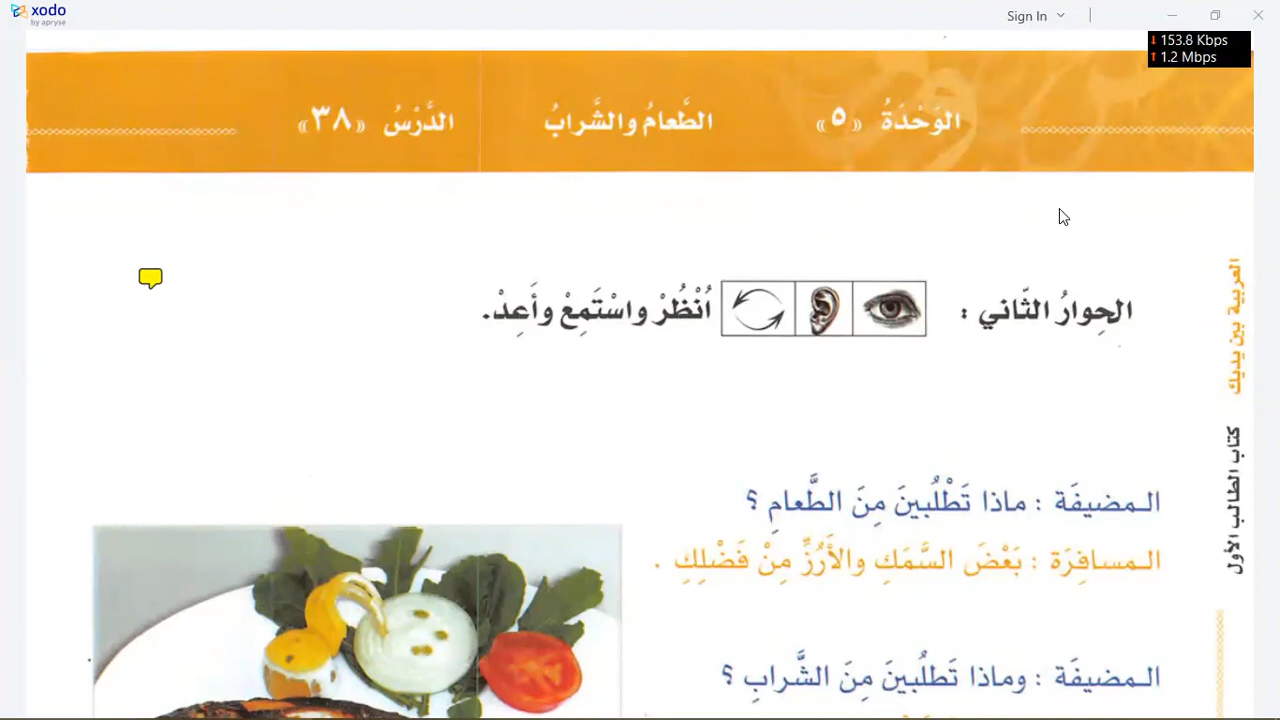 xodo
by apryse
Sign In
153.8 Kbps
1.2 Mbps
الوَحْدَةُ «٥» الطَّعامُ والشَّرابُ الدَّرْسُ «٣٨»
الحِوارُ الثّاني : اُنْظُرْ واسْتَمِعْ وأَعِدْ.
المضيفَة : ماذا تَطْلُبينَ مِنَ الطَّعامِ ؟
المسافِرَة : بَعْضَ السَّمَكِ والأَرُزِّ مِنْ فَضْلِكِ .
المضيفَة : وماذا تَطْلُبينَ مِنَ الشَّرابِ ؟
العربية بين يديك
كتاب الطالب الأول